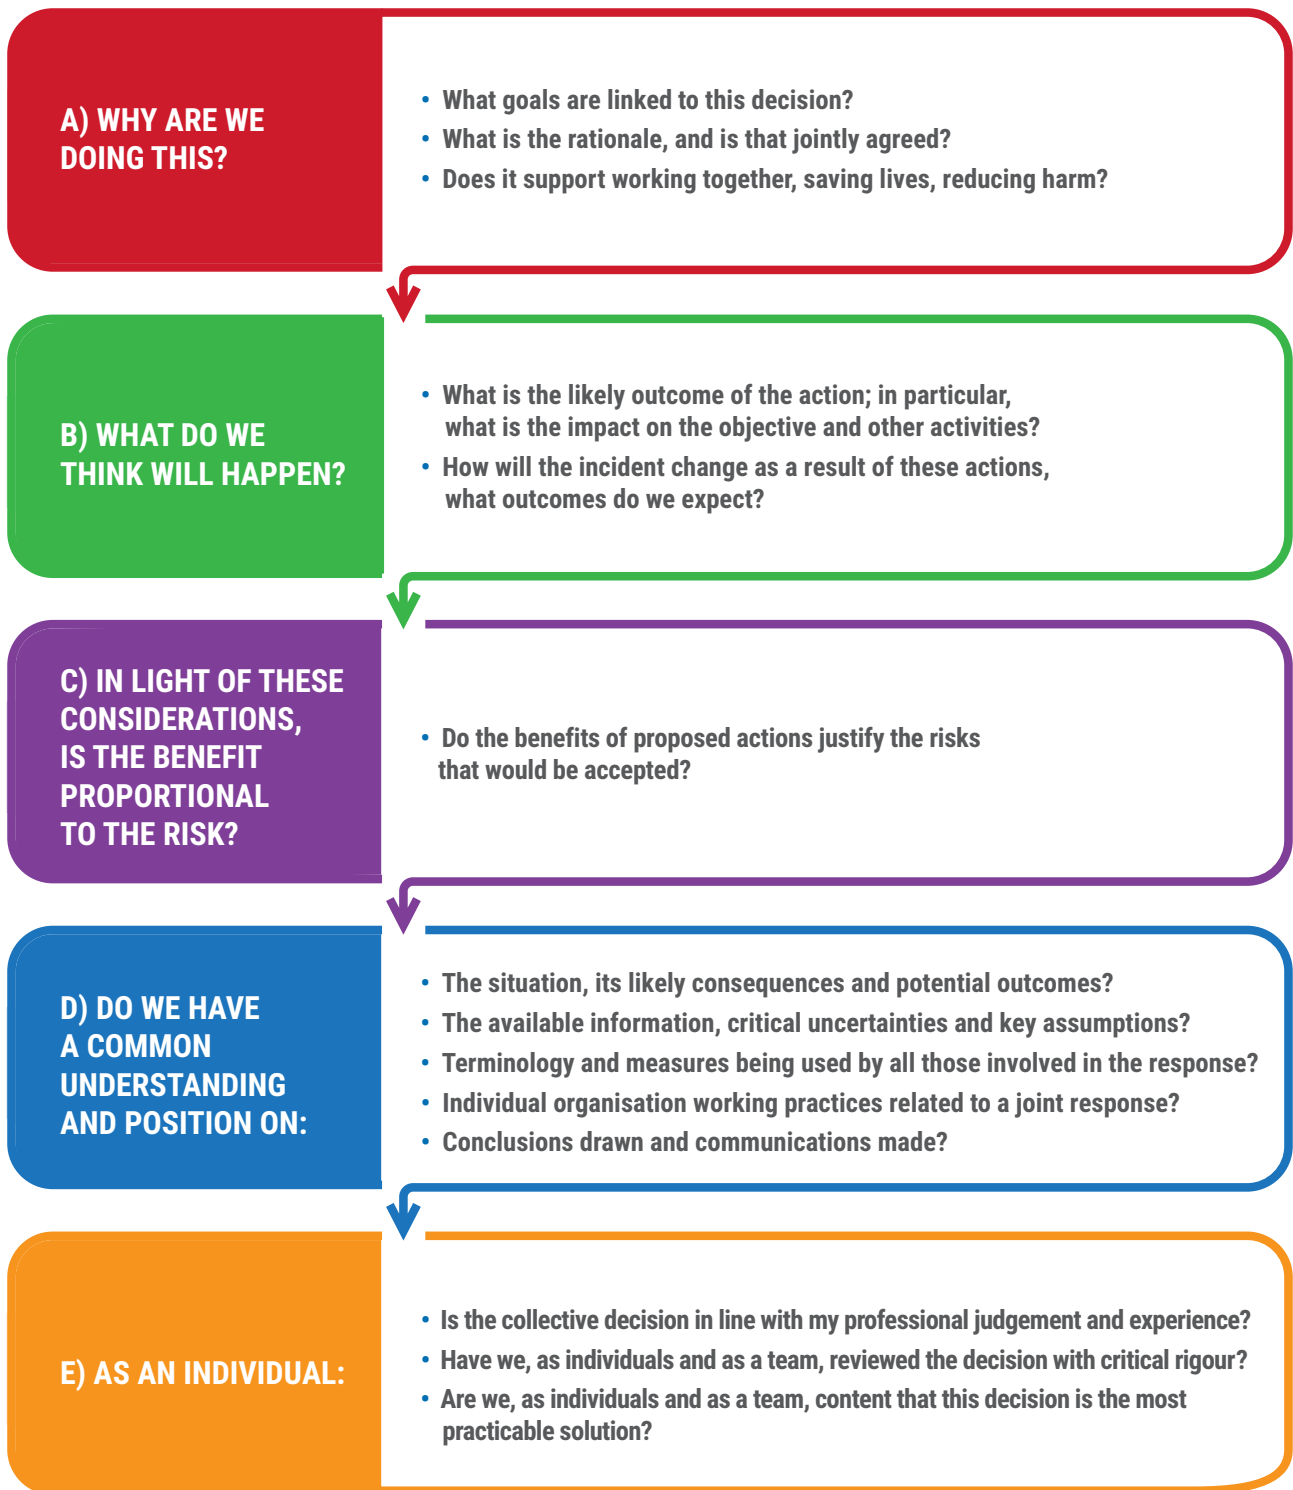 A) WHY ARE WE
DOING THIS?
• What goals are linked to this decision?
• What is the rationale, and is that jointly agreed?
• Does it support working together, saving lives, reducing harm?
B) WHAT DO WE
THINK WILL HAPPEN?
• What is the likely outcome of the action; in particular,
what is the impact on the objective and other activities?
• How will the incident change as a result of these actions,
what outcomes do we expect?
C) IN LIGHT OF THESE
CONSIDERATIONS,
IS THE BENEFIT
PROPORTIONAL
TO THE RISK?
• Do the benefits of proposed actions justify the risks
that would be accepted?
D) DO WE HAVE
A COMMON
UNDERSTANDING
AND POSITION ON:
• The situation, its likely consequences and potential outcomes?
• The available information, critical uncertainties and key assumptions?
• Terminology and measures being used by all those involved in the response?
• Individual organisation working practices related to a joint response?
• Conclusions drawn and communications made?
E) AS AN INDIVIDUAL:
• Is the collective decision in line with my professional judgement and experience?
• Have we, as individuals and as a team, reviewed the decision with critical rigour?
• Are we, as individuals and as a team, content that this decision is the most
practicable solution?